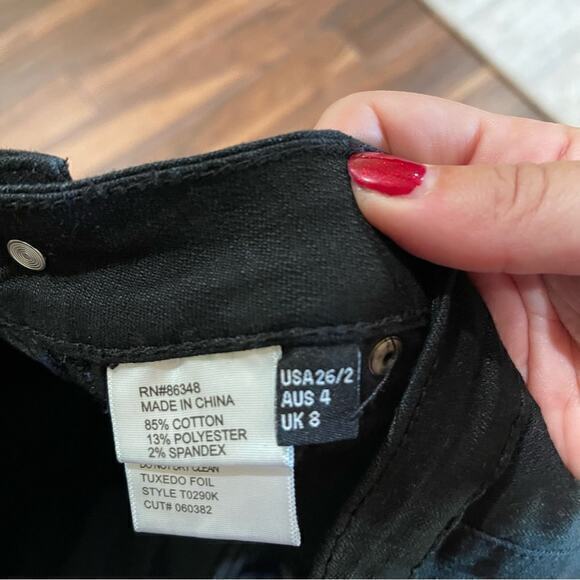 RN#86348
MADE IN CHINA
85% COTTON
13% POLYESTER
2% SPANDEX
DO NOT DRY CLEAN
TUXEDO FOIL
STYLE T0290K
CUT# 060382
USA 26/2
AUS 4
UK 8